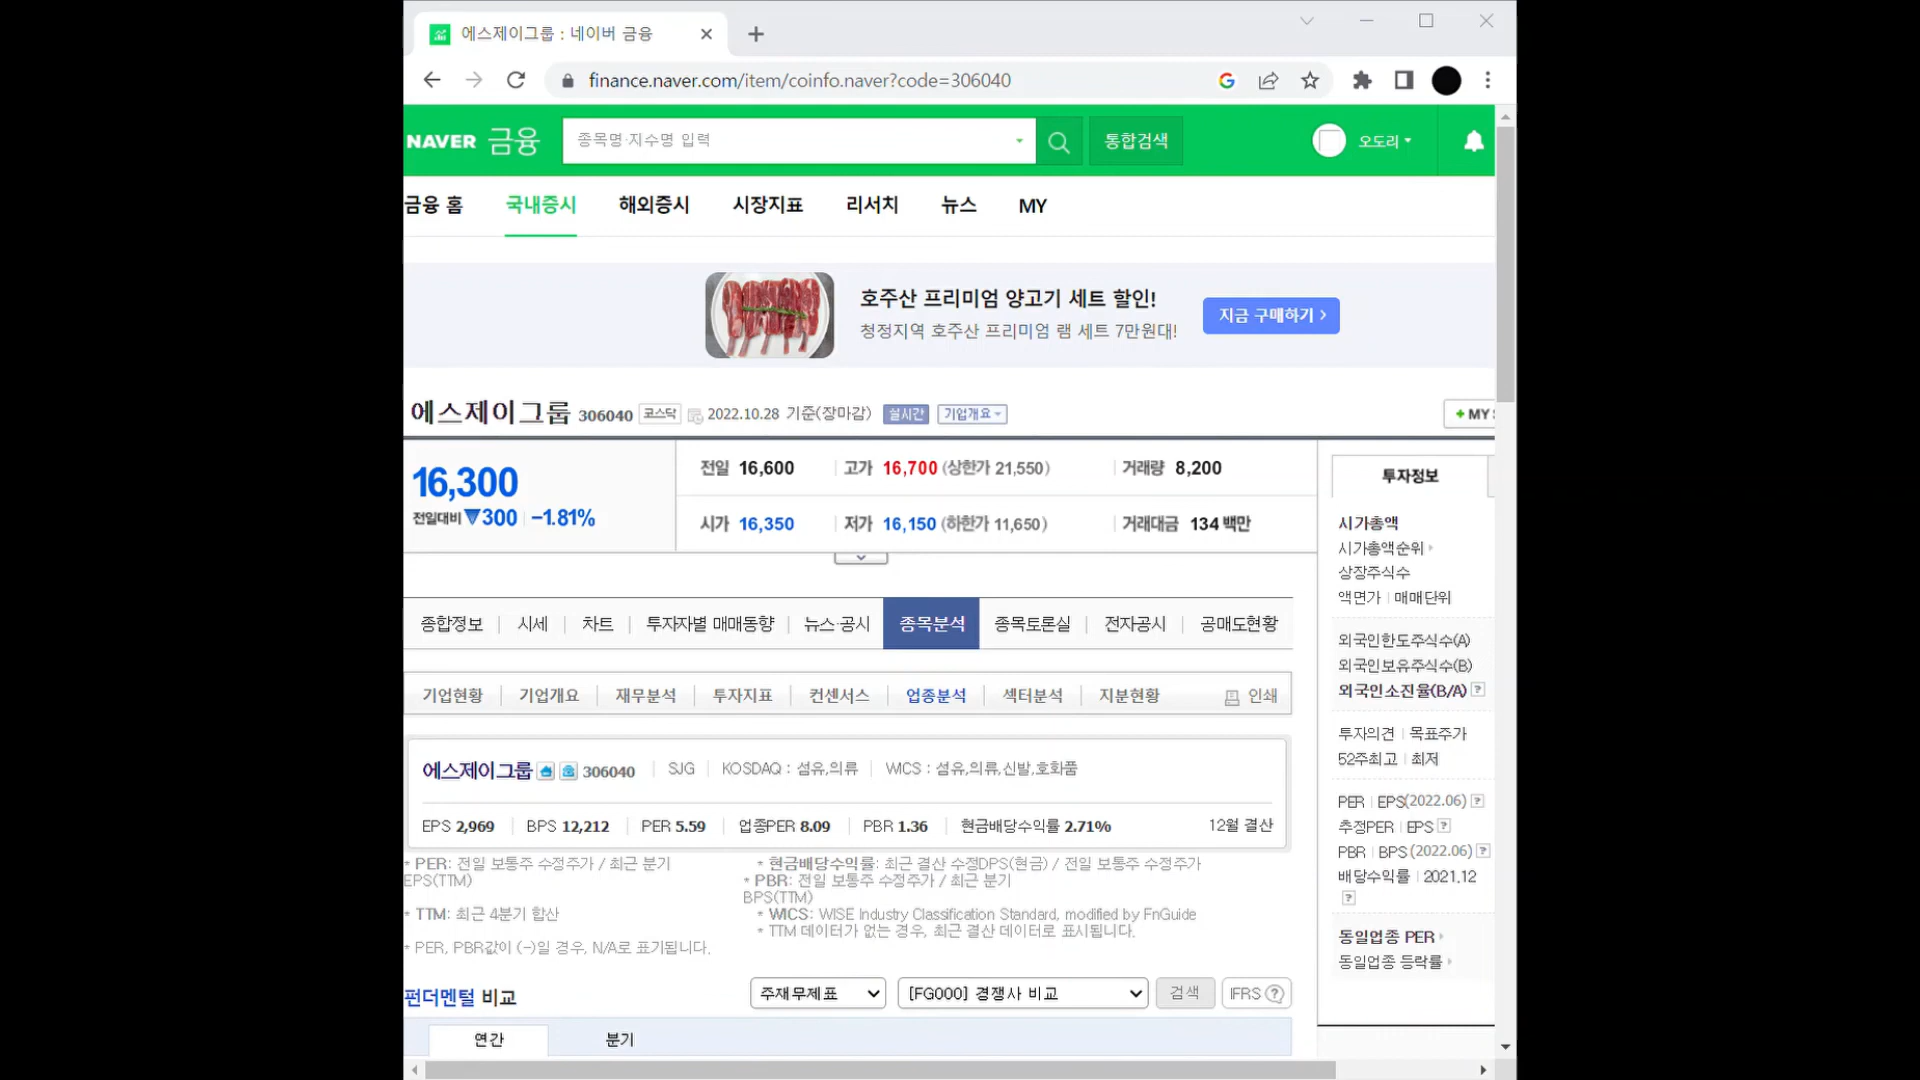 에스제이그룹 : 네이버 금융
finance.naver.com/item/coinfo.naver?code=306040
NAVER 금융 종목명·지수명 입력 통합검색 오도리
금융 홈 국내증시 해외증시 시장지표 리서치 뉴스 MY
호주산 프리미엄 양고기 세트 할인!
청정지역 호주산 프리미엄 램 세트 7만원대!
지금 구매하기
에스제이그룹 306040 코스닥 2022.10.28 기준(장마감) 실시간 기업개요
+ MY
16,300
전일대비 ▼300 -1.81%
전일 16,600 고가 16,700 (상한가 21,550) 거래량 8,200
시가 16,350 저가 16,150 (하한가 11,650) 거래대금 134 백만
종합정보 시세 차트 투자자별 매매동향 뉴스·공시 종목분석 종목토론실 전자공시 공매도현황
기업현황 기업개요 재무분석 투자지표 컨센서스 업종분석 섹터분석 지분현황 인쇄
에스제이그룹 306040 SJG KOSDAQ : 섬유,의류 WICS : 섬유,의류,신발,호화품
EPS 2,969 BPS 12,212 PER 5.59 업종PER 8.09 PBR 1.36 현금배당수익률 2.71% 12월 결산
* PER: 전일 보통주 수정주가 / 최근 분기
EPS(TTM)
* 현금배당수익률: 최근 결산 수정DPS(현금) / 전일 보통주 수정주가
* PBR: 전일 보통주 수정주가 / 최근 분기
BPS(TTM)
* TTM: 최근 4분기 합산
* WICS: WISE Industry Classification Standard, modified by FnGuide
* TTM 데이터가 없는 경우, 최근 결산 데이터로 표시됩니다.
* PER, PBR값이 (-)일 경우, N/A로 표기됩니다.
펀더멘털 비교 주재무제표 [FG000] 경쟁사 비교 검색 IFRS ?
연간 분기
투자정보
시가총액
시가총액순위
상장주식수
액면가 매매단위
외국인한도주식수(A)
외국인보유주식수(B)
외국인소진율(B/A) ?
투자의견 목표주가
52주최고 최저
PER EPS(2022.06) ?
추정PER EPS ?
PBR BPS (2022.06) ?
배당수익률 2021.12
?
동일업종 PER
동일업종 등락률